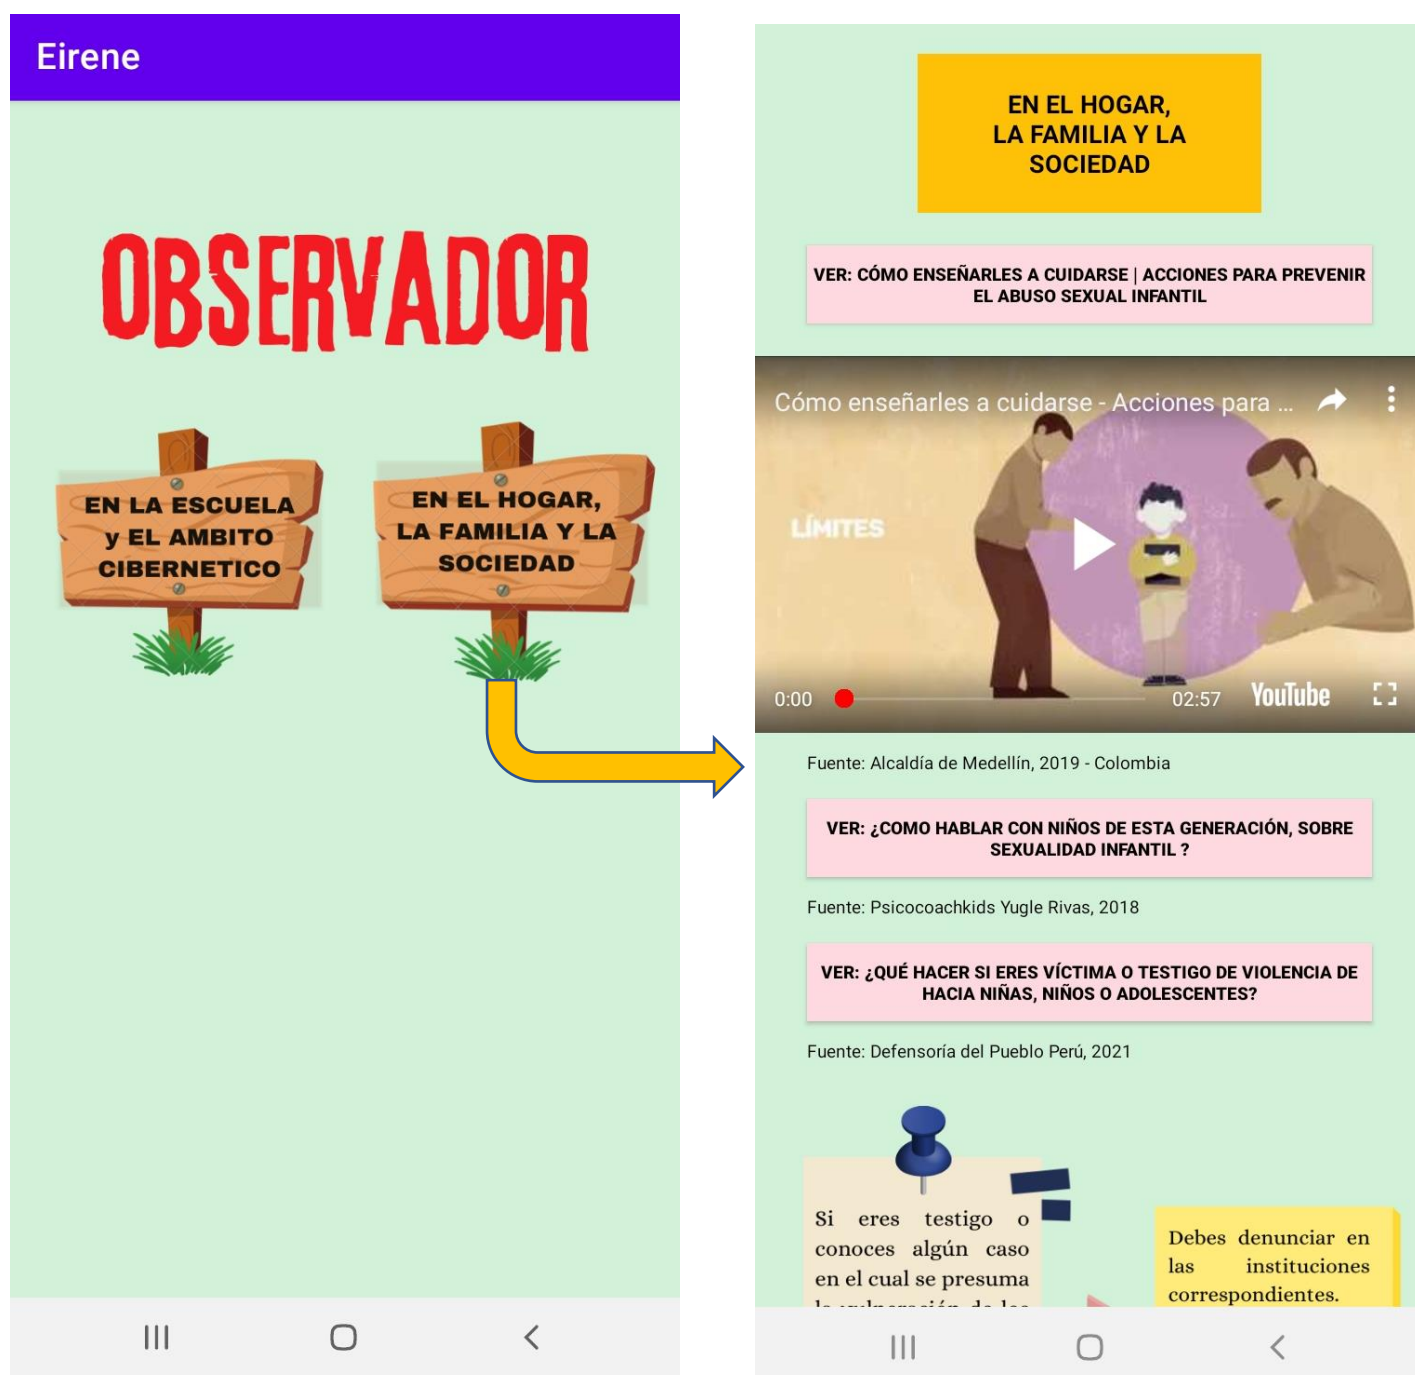 Eirene
OBSERVADOR
EN LA ESCUELA
y EL AMBITO
CIBERNETICO
EN EL HOGAR,
LA FAMILIA Y LA
SOCIEDAD
EN EL HOGAR,
LA FAMILIA Y LA
SOCIEDAD
VER: CÓMO ENSEÑARLES A CUIDARSE | ACCIONES PARA PREVENIR
EL ABUSO SEXUAL INFANTIL
Cómo enseñarles a cuidarse - Acciones para ...
LÍMITES
0:00
02:57
YouTube
Fuente: Alcaldía de Medellín, 2019 - Colombia
VER: ¿COMO HABLAR CON NIÑOS DE ESTA GENERACIÓN, SOBRE
SEXUALIDAD INFANTIL ?
Fuente: Psicocoachkids Yugle Rivas, 2018
VER: ¿QUÉ HACER SI ERES VÍCTIMA O TESTIGO DE VIOLENCIA DE
HACIA NIÑAS, NIÑOS O ADOLESCENTES?
Fuente: Defensoría del Pueblo Perú, 2021
Si eres testigo o
conoces algún caso
en el cual se presuma
Debes denunciar en
las instituciones
correspondientes.